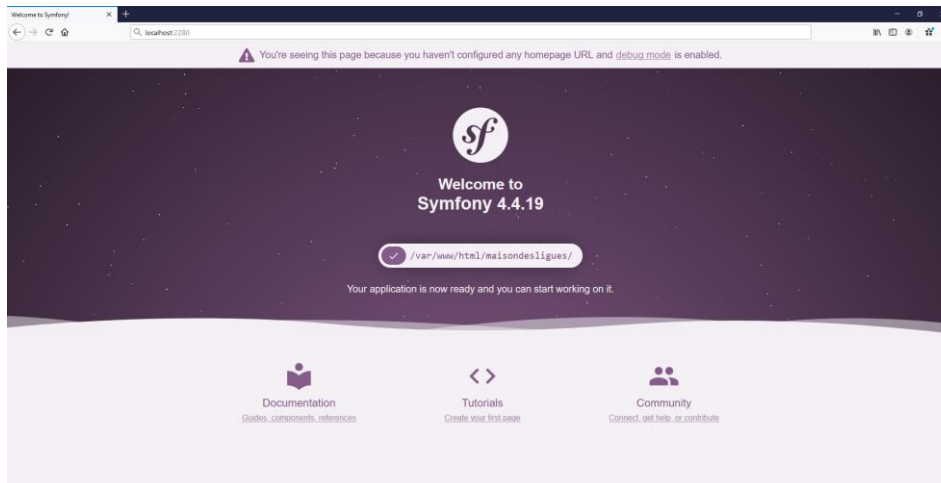 Welcome to Symfony!
localhost:2280
You're seeing this page because you haven't configured any homepage URL and debug mode is enabled.
sf
Welcome to
Symfony 4.4.19
/var/www/html/maisondesligues/
Your application is now ready and you can start working on it.
Documentation
Guides, components, references
Tutorials
Create your first page
Community
Connect, get help, or contribute